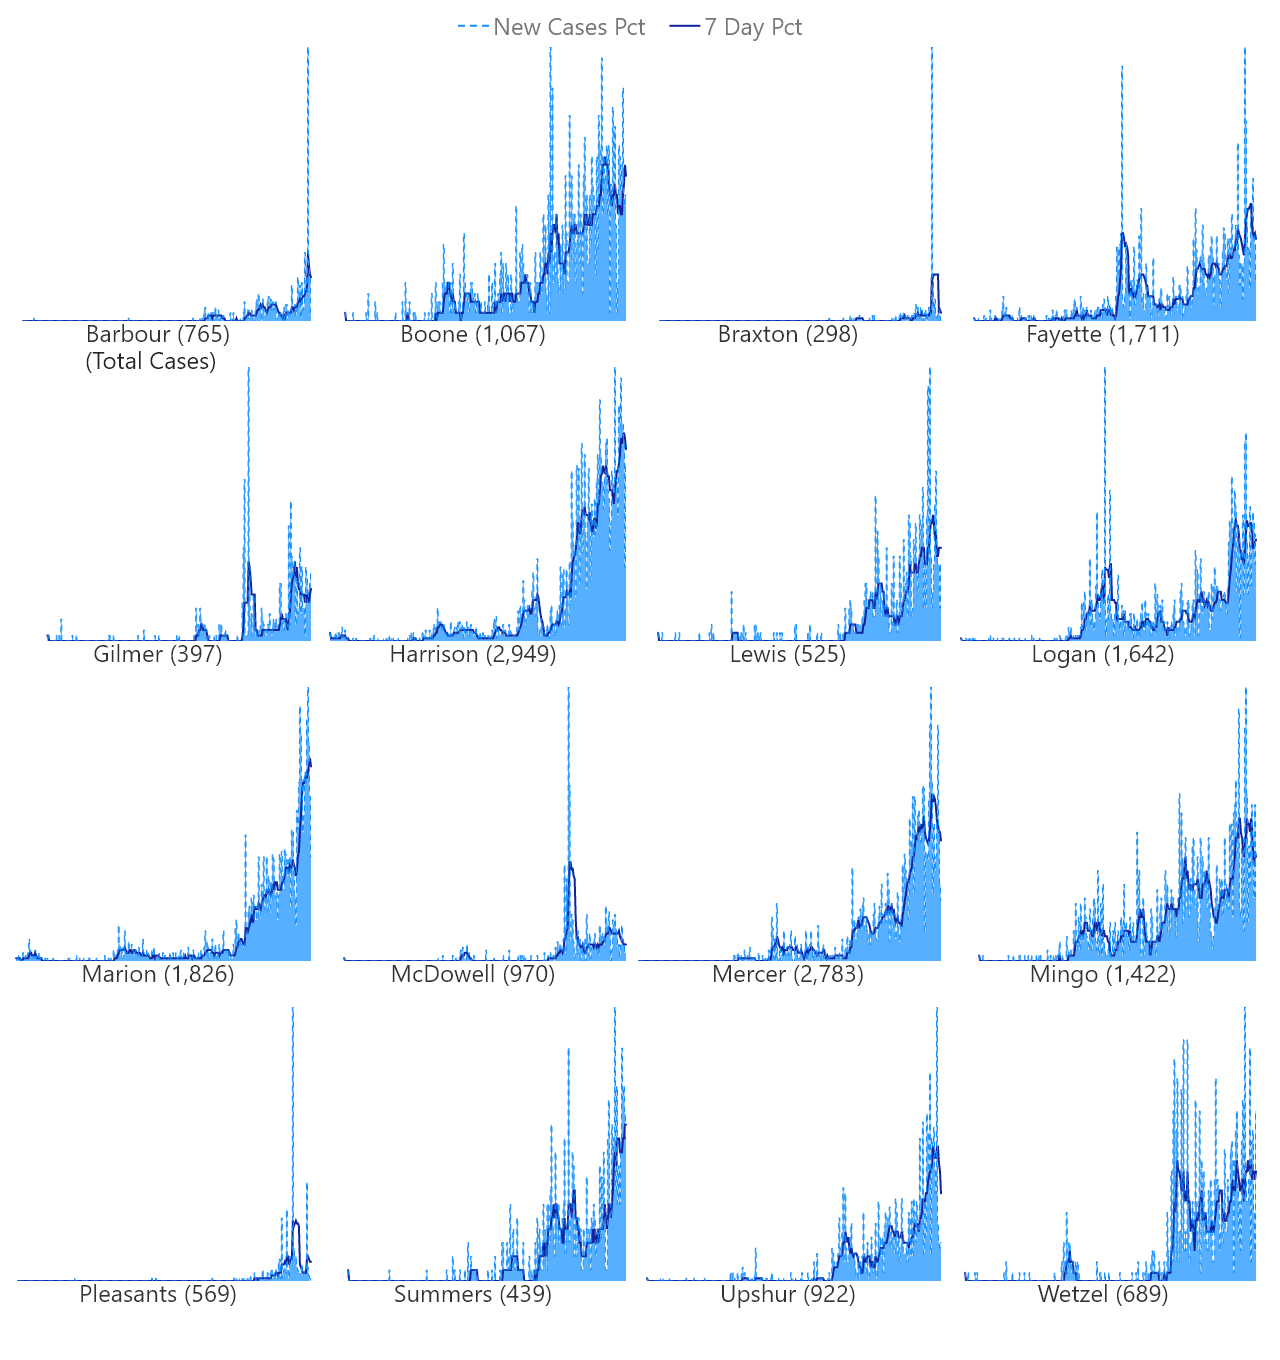 New Cases Pct 7 Day Pct
Barbour (765) Boone (1,067) Braxton (298) Fayette (1,711)
(Total Cases)
Gilmer (397) Harrison (2,949) Lewis (525) Logan (1,642)
Marion (1,826) McDowell (970) Mercer (2,783) Mingo (1,422)
Pleasants (569) Summers (439) Upshur (922) Wetzel (689)